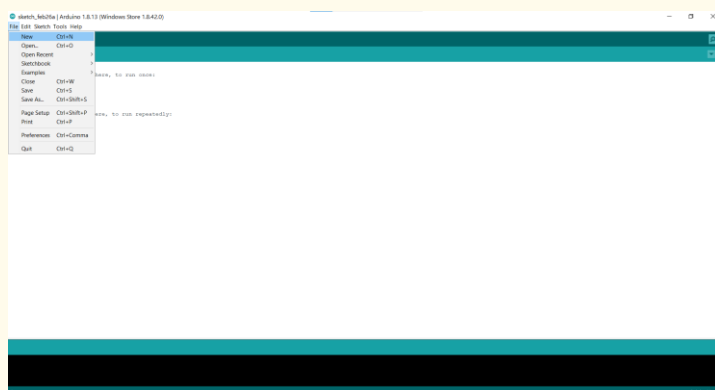 sketch_feb26a | Arduino 1.8.13 (Windows Store 1.8.42.0)
File Edit Sketch Tools Help
New Ctrl+N
Open... Ctrl+O
Open Recent
Sketchbook
Examples
here, to run once:
Close Ctrl+W
Save Ctrl+S
Save As... Ctrl+Shift+S
Page Setup Ctrl+Shift+P
here, to run repeatedly:
Print Ctrl+P
Preferences Ctrl+Comma
Quit Ctrl+Q